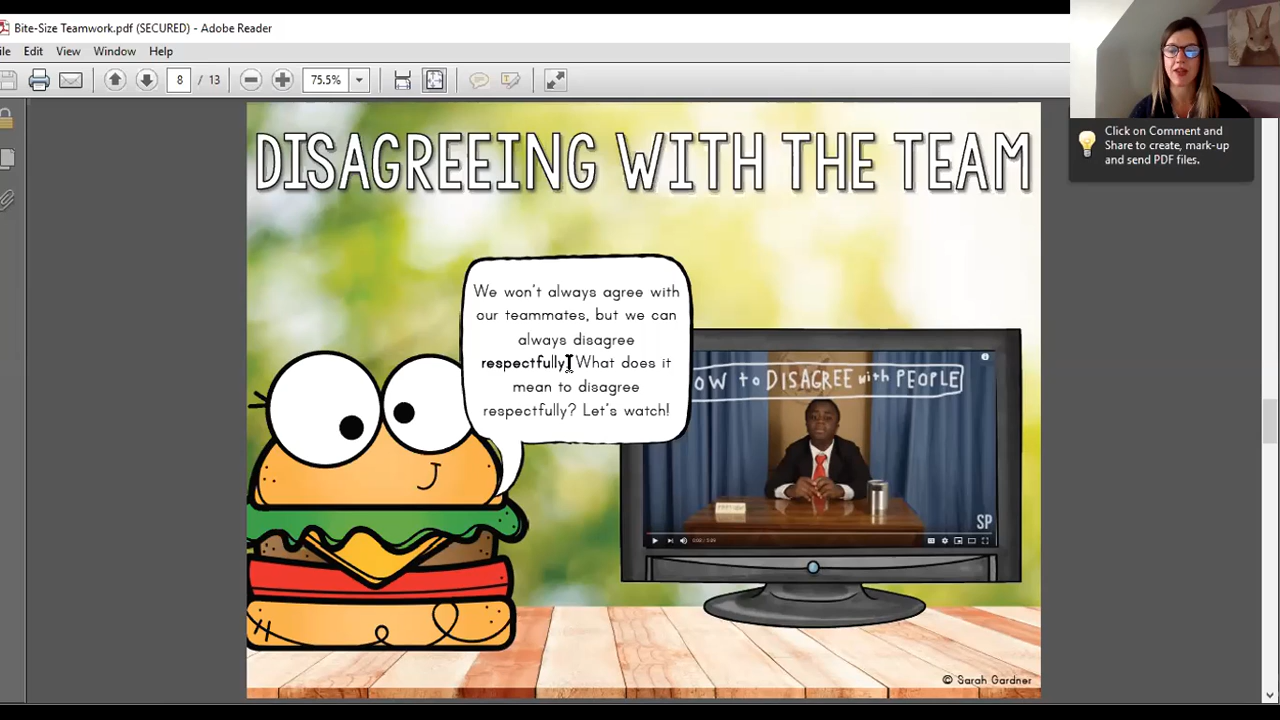 Bite-Size Teamwork.pdf (SECURED) - Adobe Reader
Edit View Window Help
8 / 13 75.5%
Click on Comment and
Share to create, mark-up
and send PDF files.
DISAGREEING WITH THE TEAM
We won't always agree with
our teammates, but we can
always disagree
respectfully. What does it
mean to disagree
respectfully? Let's watch!
OW to DISAGREE with PEOPLE
SP
© Sarah Gardner